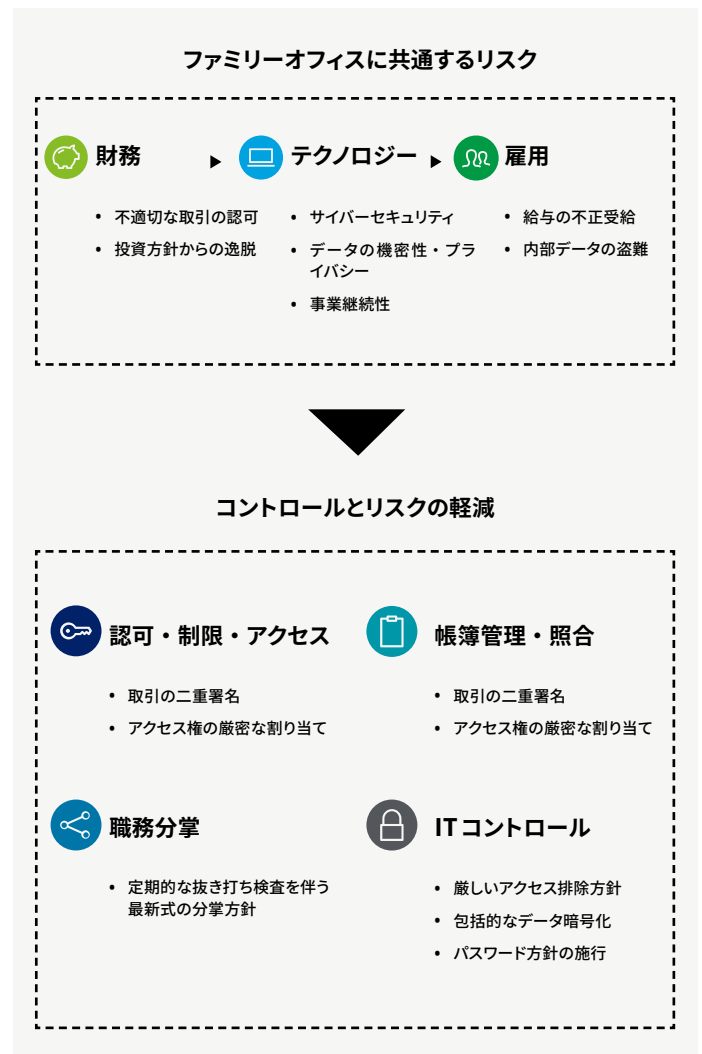 ファミリーオフィスに共通するリスク
財務
• 不適切な取引の認可
• 投資方針からの逸脱
テクノロジー
• サイバーセキュリティ
• データの機密性・プラ
イバシー
• 事業継続性
雇用
• 給与の不正受給
• 内部データの盗難
コントロールとリスクの軽減
認可・制限・アクセス
• 取引の二重署名
• アクセス権の厳密な割り当て
帳簿管理・照合
• 取引の二重署名
• アクセス権の厳密な割り当て
職務分掌
• 定期的な抜き打ち検査を伴う
最新式の分掌方針
ITコントロール
• 厳しいアクセス排除方針
• 包括的なデータ暗号化
• パスワード方針の施行